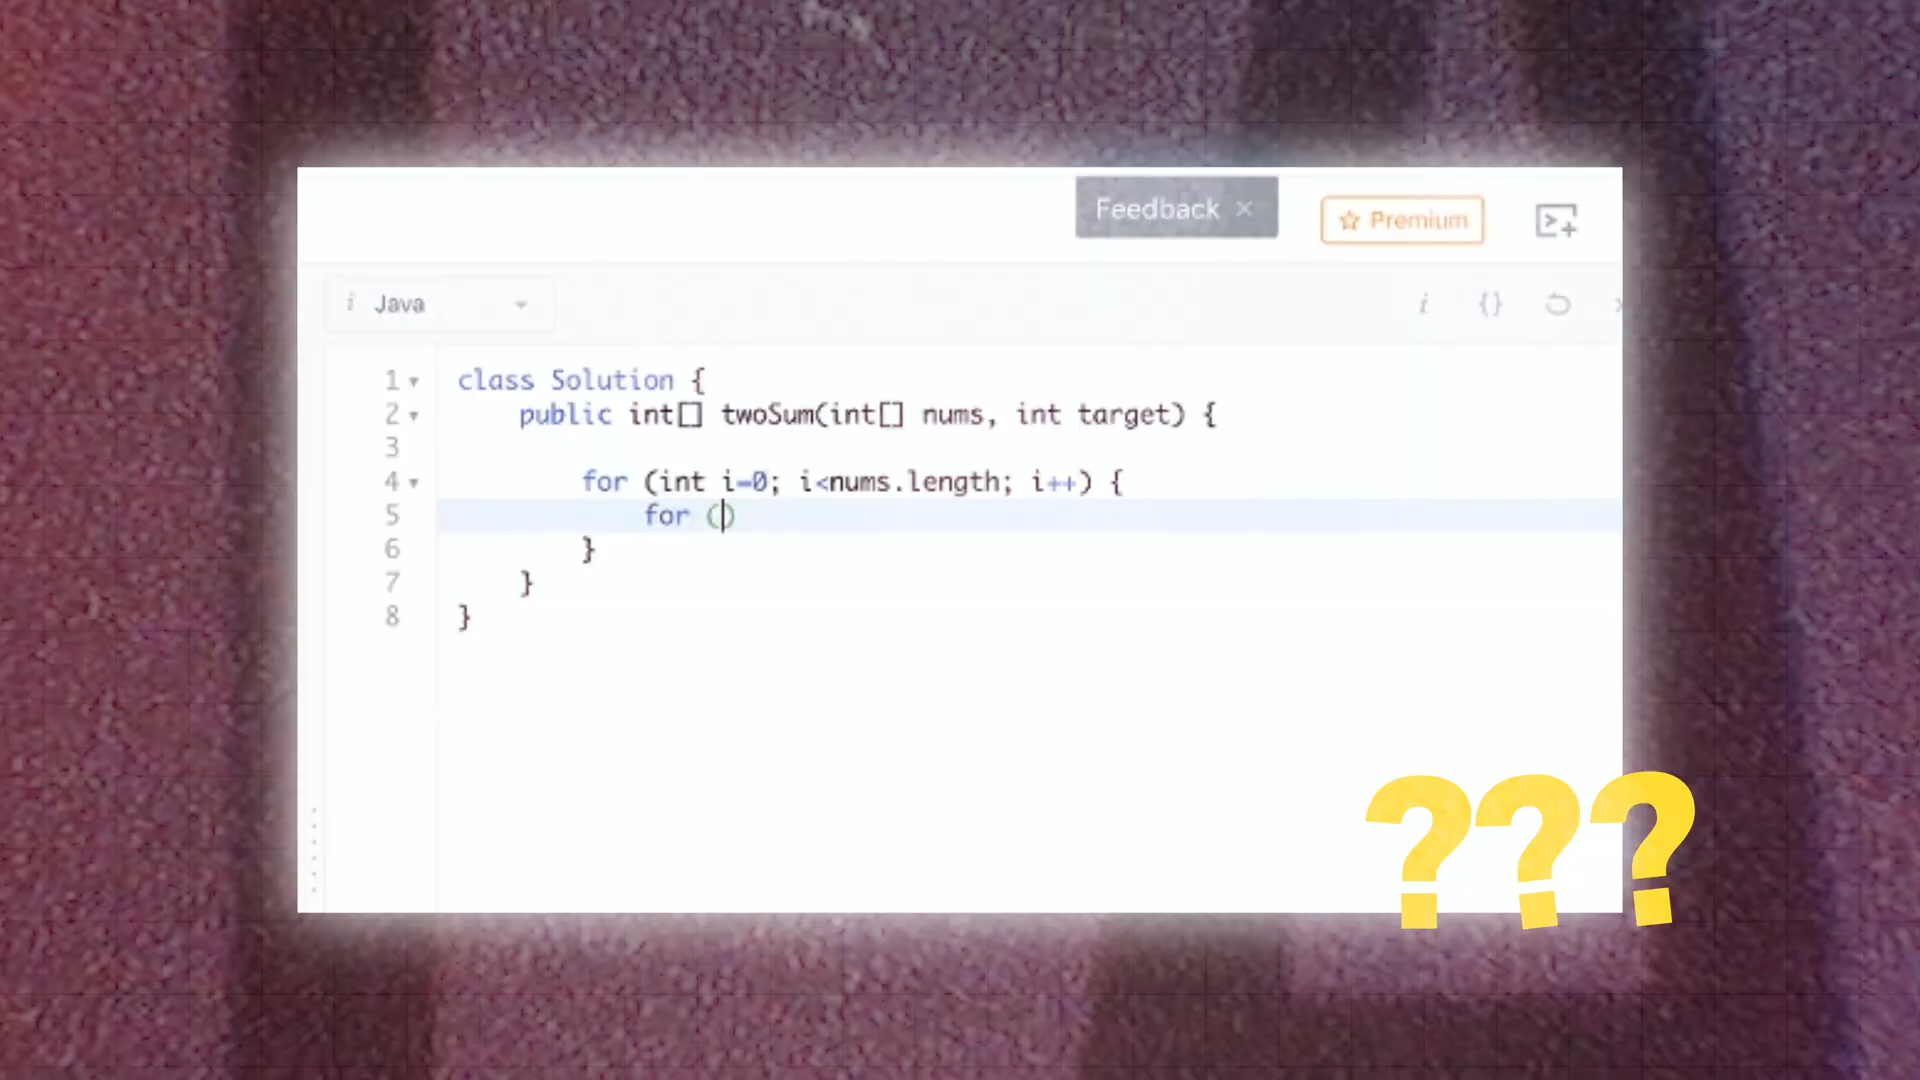 Feedback ×
Premium
i Java
i {}
1 class Solution {
2 public int[] twoSum(int[] nums, int target) {
3
4 for (int i=0; i<nums.length; i++) {
5 for ()
6 }
7 }
8 }
???